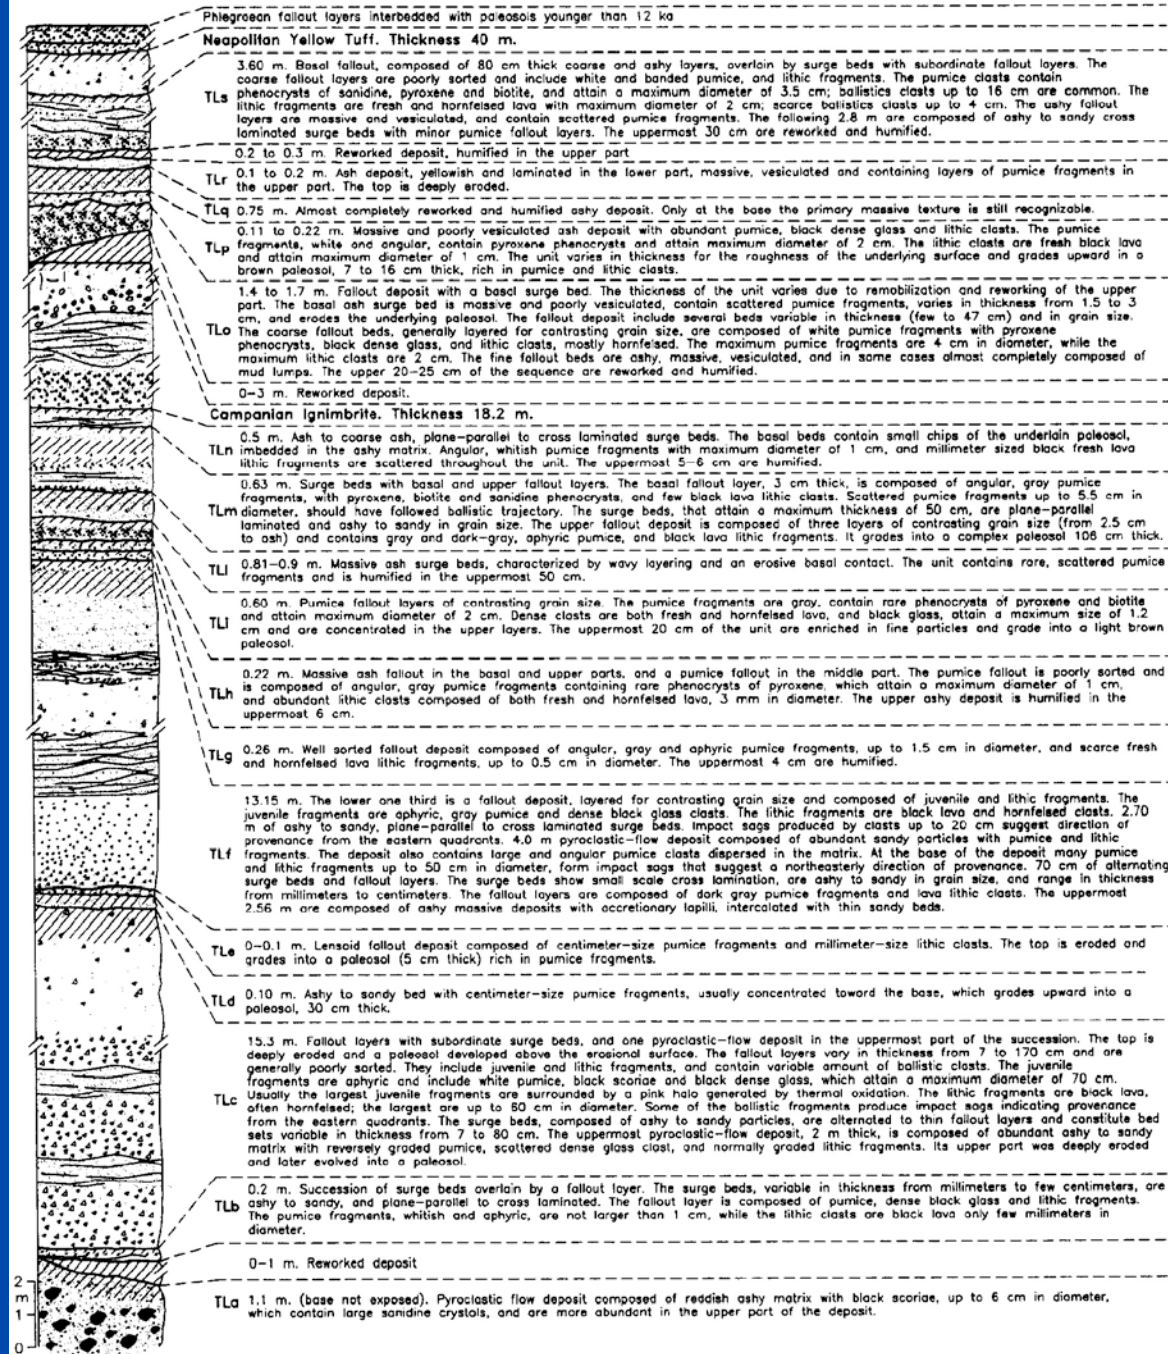 Phlegraean fallout layers interbedded with paleosols younger than 12 ka
Neapolitan Yellow Tuff. Thickness 40 m.
3.60 m. Basal fallout, composed of 80 cm thick coarse and ashy layers, overlain by surge beds with subordinate fallout layers. The
coarse fallout layers are poorly sorted and include white and banded pumice, and lithic fragments. The pumice clasts contain
phenocrysts of sanidine, pyroxene and biotite, and attain a maximum diameter of 3.5 cm; ballistics clasts up to 16 cm are common. The
TLs lithic fragments are fresh and hornfelsed lava with maximum diameter of 2 cm; scarce ballistics clasts up to 4 cm. The ashy fallout
layers are massive and vesiculated, and contain scattered pumice fragments. The following 2.8 m are composed of ashy to sandy cross
laminated surge beds with minor pumice fallout layers. The uppermost 30 cm are reworked and humified.
0.2 to 0.3 m. Reworked deposit, humified in the upper part
TLr 0.1 to 0.2 m. Ash deposit, yellowish and laminated in the lower part, massive, vesiculated and containing layers of pumice fragments in
the upper part. The top is deeply eroded.
TLq 0.75 m. Almost completely reworked and humified ashy deposit. Only at the base the primary massive texture is still recognizable.
0.11 to 0.22 m. Massive and poorly vesiculated ash deposit with abundant pumice, black dense glass and lithic clasts. The pumice
TLp fragments, white and angular, contain pyroxene phenocrysts and attain maximum diameter of 2 cm. The lithic clasts are fresh black lava
and attain maximum diameter of 1 cm. The unit varies in thickness for the roughness of the underlying surface and grades upward in a
brown paleosol, 7 to 16 cm thick, rich in pumice and lithic clasts.
1.4 to 1.7 m. Fallout deposit with a basal surge bed. The thickness of the unit varies due to remobilization and reworking of the upper
part. The basal ash surge bed is massive and poorly vesiculated, contain scattered pumice fragments, varies in thickness from 1.5 to 3
cm, and erodes the underlying paleosol. The fallout deposit include several beds variable in thickness (few to 47 cm) and in grain size.
TLo The coarse fallout beds, generally layered for contrasting grain size, are composed of white pumice fragments with pyroxene
phenocrysts, black dense glass, and lithic clasts, mostly hornfelsed. The maximum pumice fragments are 4 cm in diameter, while the
maximum lithic clasts are 2 cm. The fine fallout beds are ashy, massive, vesiculated, and in some cases almost completely composed of
mud lumps. The upper 20-25 cm of the sequence are reworked and humified.
0-3 m. Reworked deposit.
Campanian Ignimbrite. Thickness 18.2 m.
0.5 m. Ash to coarse ash, plane-parallel to cross laminated surge beds. The basal beds contain small chips of the underlain paleosol,
TLn imbedded in the ashy matrix. Angular, whitish pumice fragments with maximum diameter of 1 cm, and millimeter sized black fresh lava
lithic fragments are scattered throughout the unit. The uppermost 5-6 cm are humified.
0.63 m. Surge beds with basal and upper fallout layers. The basal fallout layer, 3 cm thick, is composed of angular, gray pumice
fragments, with pyroxene, biotite and sanidine phenocrysts, and few black lava lithic clasts. Scattered pumice fragments up to 5.5 cm in
TLm diameter, should have followed ballistic trajectory. The surge beds, that attain a maximum thickness of 50 cm, are plane-parallel
laminated and ashy to sandy in grain size. The upper fallout deposit is composed of three layers of contrasting grain size (from 2.5 cm
to ash) and contains gray and dark-gray, aphyric pumice, and black lava lithic fragments. It grades into a complex paleosol 106 cm thick.
TLl 0.81-0.9 m. Massive ash surge beds, characterized by wavy layering and an erosive basal contact. The unit contains rare, scattered pumice
fragments and is humified in the uppermost 50 cm.
0.60 m. Pumice fallout layers of contrasting grain size. The pumice fragments are gray, contain rare phenocrysts of pyroxene and biotite
TLI and attain maximum diameter of 2 cm. Dense clasts are both fresh and hornfelsed lava, and black glass, attain a maximum size of 1.2
cm and are concentrated in the upper layers. The uppermost 20 cm of the unit are enriched in fine particles and grade into a light brown
paleosol.
0.22 m. Massive ash fallout in the basal and upper parts, and a pumice fallout in the middle part. The pumice fallout is poorly sorted and
TLh is composed of angular, gray pumice fragments containing rare phenocrysts of pyroxene, which attain a maximum diameter of 1 cm,
and abundant lithic clasts composed of both fresh and hornfelsed lava, 3 mm in diameter. The upper ashy deposit is humified in the
uppermost 6 cm.
TLg 0.26 m. Well sorted fallout deposit composed of angular, gray and aphyric pumice fragments, up to 1.5 cm in diameter, and scarce fresh
and hornfelsed lava lithic fragments, up to 0.5 cm in diameter. The uppermost 4 cm are humified.
13.15 m. The lower one third is a fallout deposit, layered for contrasting grain size and composed of juvenile and lithic fragments. The
juvenile fragments are aphyric, gray pumice and dense black glass clasts. The lithic fragments are black lava and hornfelsed clasts. 2.70
m of ashy to sandy, plane-parallel to cross laminated surge beds. Impact sags produced by clasts up to 20 cm suggest direction of
provenance from the eastern quadrants. 4.0 m pyroclastic-flow deposit composed of abundant sandy particles with pumice and lithic
TLf fragments. The deposit also contains large and angular pumice clasts dispersed in the matrix. At the base of the deposit many pumice
and lithic fragments up to 50 cm in diameter, form impact sags that suggest a northeasterly direction of provenance. 70 cm of alternating
surge beds and fallout layers. The surge beds show small scale cross lamination, are ashy to sandy in grain size, and range in thickness
from millimeters to centimeters. The fallout layers are composed of dark gray pumice fragments and lava lithic clasts. The uppermost
2.56 m are composed of ashy massive deposits with accretionary lapilli, intercalated with thin sandy beds.
TLe 0-0.1 m. Lensoid fallout deposit composed of centimeter-size pumice fragments and millimeter-size lithic clasts. The top is eroded and
grades into a paleosol (5 cm thick) rich in pumice fragments.
TLd 0.10 m. Ashy to sandy bed with centimeter-size pumice fragments, usually concentrated toward the base, which grades upward into a
paleosol, 30 cm thick.
15.3 m. Fallout layers with subordinate surge beds, and one pyroclastic-flow deposit in the uppermost part of the succession. The top is
deeply eroded and a paleosol developed above the erosional surface. The fallout layers vary in thickness from 7 to 170 cm and are
generally poorly sorted. They include juvenile and lithic fragments, and contain variable amount of ballistic clasts. The juvenile
fragments are aphyric and include white pumice, black scoriae and black dense glass, which attain a maximum diameter of 70 cm.
TLc Usually the largest juvenile fragments are surrounded by a pink halo generated by thermal oxidation. The lithic fragments are black lava,
often hornfelsed; the largest are up to 60 cm in diameter. Some of the ballistic fragments produce impact sags indicating provenance
from the eastern quadrants. The surge beds, composed of ashy to sandy particles, are alternated to thin fallout layers and constitute bed
sets variable in thickness from 7 to 80 cm. The uppermost pyroclastic-flow deposit, 2 m thick, is composed of abundant ashy to sandy
matrix with reversely graded pumice, scattered dense glass clast, and normally graded lithic fragments. Its upper part was deeply eroded
and later evolved into a paleosol.
0.2 m. Succession of surge beds overlain by a fallout layer. The surge beds, variable in thickness from millimeters to few centimeters, are
TLb ashy to sandy, and plane-parallel to cross laminated. The fallout layer is composed of pumice, dense black glass and lithic fragments.
The pumice fragments, whitish and aphyric, are not larger than 1 cm, while the lithic clasts are black lava only few millimeters in
diameter.
0-1 m. Reworked deposit
TLa 1.1 m. (base not exposed). Pyroclastic flow deposit composed of reddish ashy matrix with black scoriae, up to 6 cm in diameter,
which contain large sanidine crystals, and are more abundant in the upper part of the deposit.
2
m
1
0